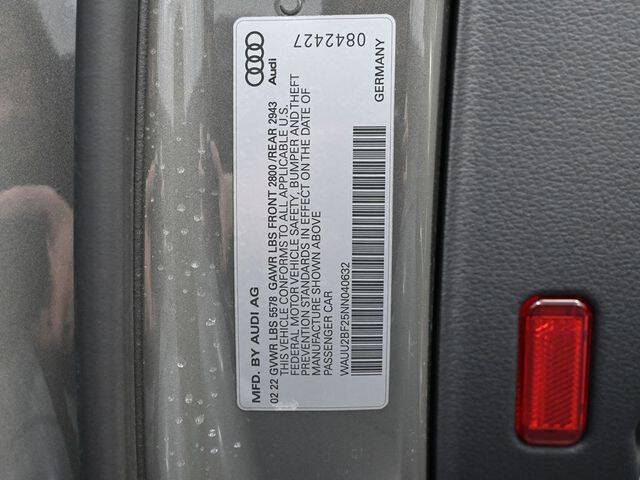 MFD. BY AUDI AG
02 22 GVWR LBS 5578 GAWR LBS FRONT 2800 /REAR 2943
THIS VEHICLE CONFORMS TO ALL APPLICABLE U.S.
FEDERAL MOTOR VEHICLE SAFETY, BUMPER AND THEFT
PREVENTION STANDARDS IN EFFECT ON THE DATE OF
MANUFACTURE SHOWN ABOVE
PASSENGER CAR
WAUU2BF25NN040632
Audi
GERMANY
0842427